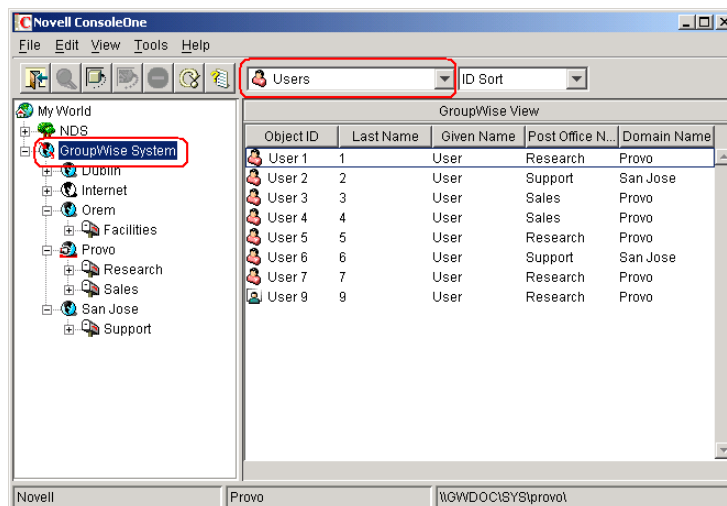 Novell ConsoleOne
File Edit View Tools Help
Users
ID Sort
My World
NDS
GroupWise System
Dublin
Internet
Orem
Facilities
Provo
Research
Sales
San Jose
Support
GroupWise View
Object ID Last Name Given Name Post Office N... Domain Name
User 1 1 User Research Provo
User 2 2 User Support San Jose
User 3 3 User Sales Provo
User 4 4 User Sales Provo
User 5 5 User Research Provo
User 6 6 User Support San Jose
User 7 7 User Research Provo
User 9 9 User Research Provo
Novell Provo \\GWDOC\SYS\provo\